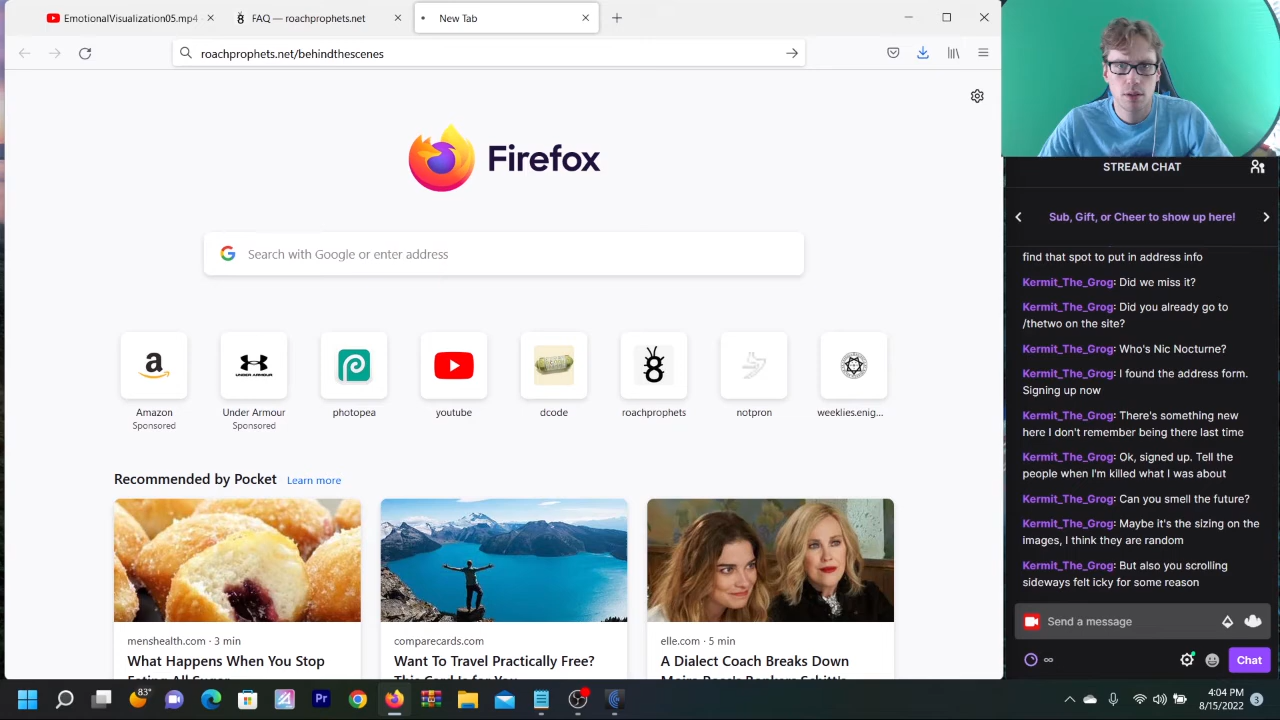 EmotionalVisualization05.mp4
FAQ — roachprophets.net
New Tab
roachprophets.net/behindthescenes
Firefox
Search with Google or enter address
a
8
Amazon
Sponsored
Under Armour
Sponsored
photopea
youtube
dcode
roachprophets
notpron
weeklies.enig...
Recommended by Pocket
Learn more
menshealth.com · 3 min
What Happens When You Stop
comparecards.com
Want To Travel Practically Free?
elle.com · 5 min
A Dialect Coach Breaks Down
STREAM CHAT
Sub, Gift, or Cheer to show up here!
find that spot to put in address info
Kermit_The_Grog: Did we miss it?
Kermit_The_Grog: Did you already go to
/thetwo on the site?
Kermit_The_Grog: Who's Nic Nocturne?
Kermit_The_Grog: I found the address form.
Signing up now
Kermit_The_Grog: There's something new
here I don't remember being there last time
Kermit_The_Grog: Ok, signed up. Tell the
people when I'm killed what I was about
Kermit_The_Grog: Can you smell the future?
Kermit_The_Grog: Maybe it's the sizing on the
images, I think they are random
Kermit_The_Grog: But also you scrolling
sideways felt icky for some reason
Send a message
Chat
83°
Pr
4:04 PM
8/15/2022
3